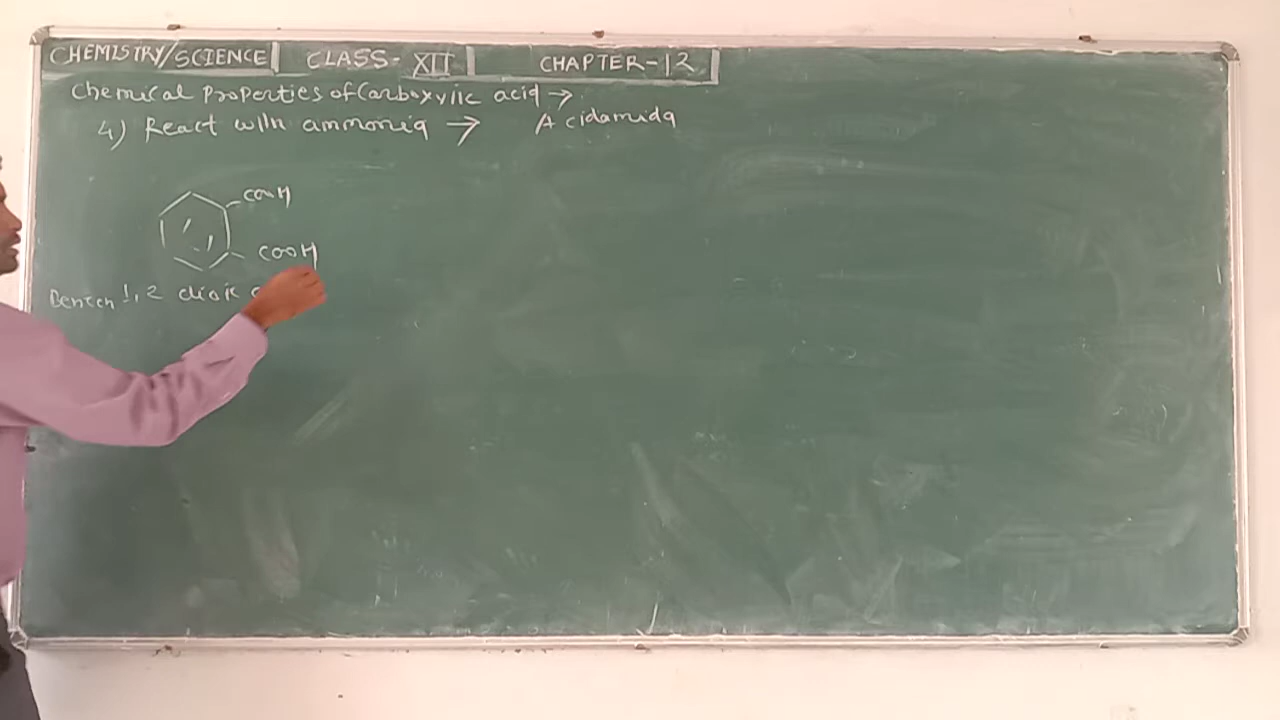 CHEMISTRY/SCIENCE | CLASS- XII | CHAPTER-12
Chemical Properties of Carboxylic acid →
4) React with ammonia → Acidamida
COOH
COOH
Benzen 1, 2 dioic